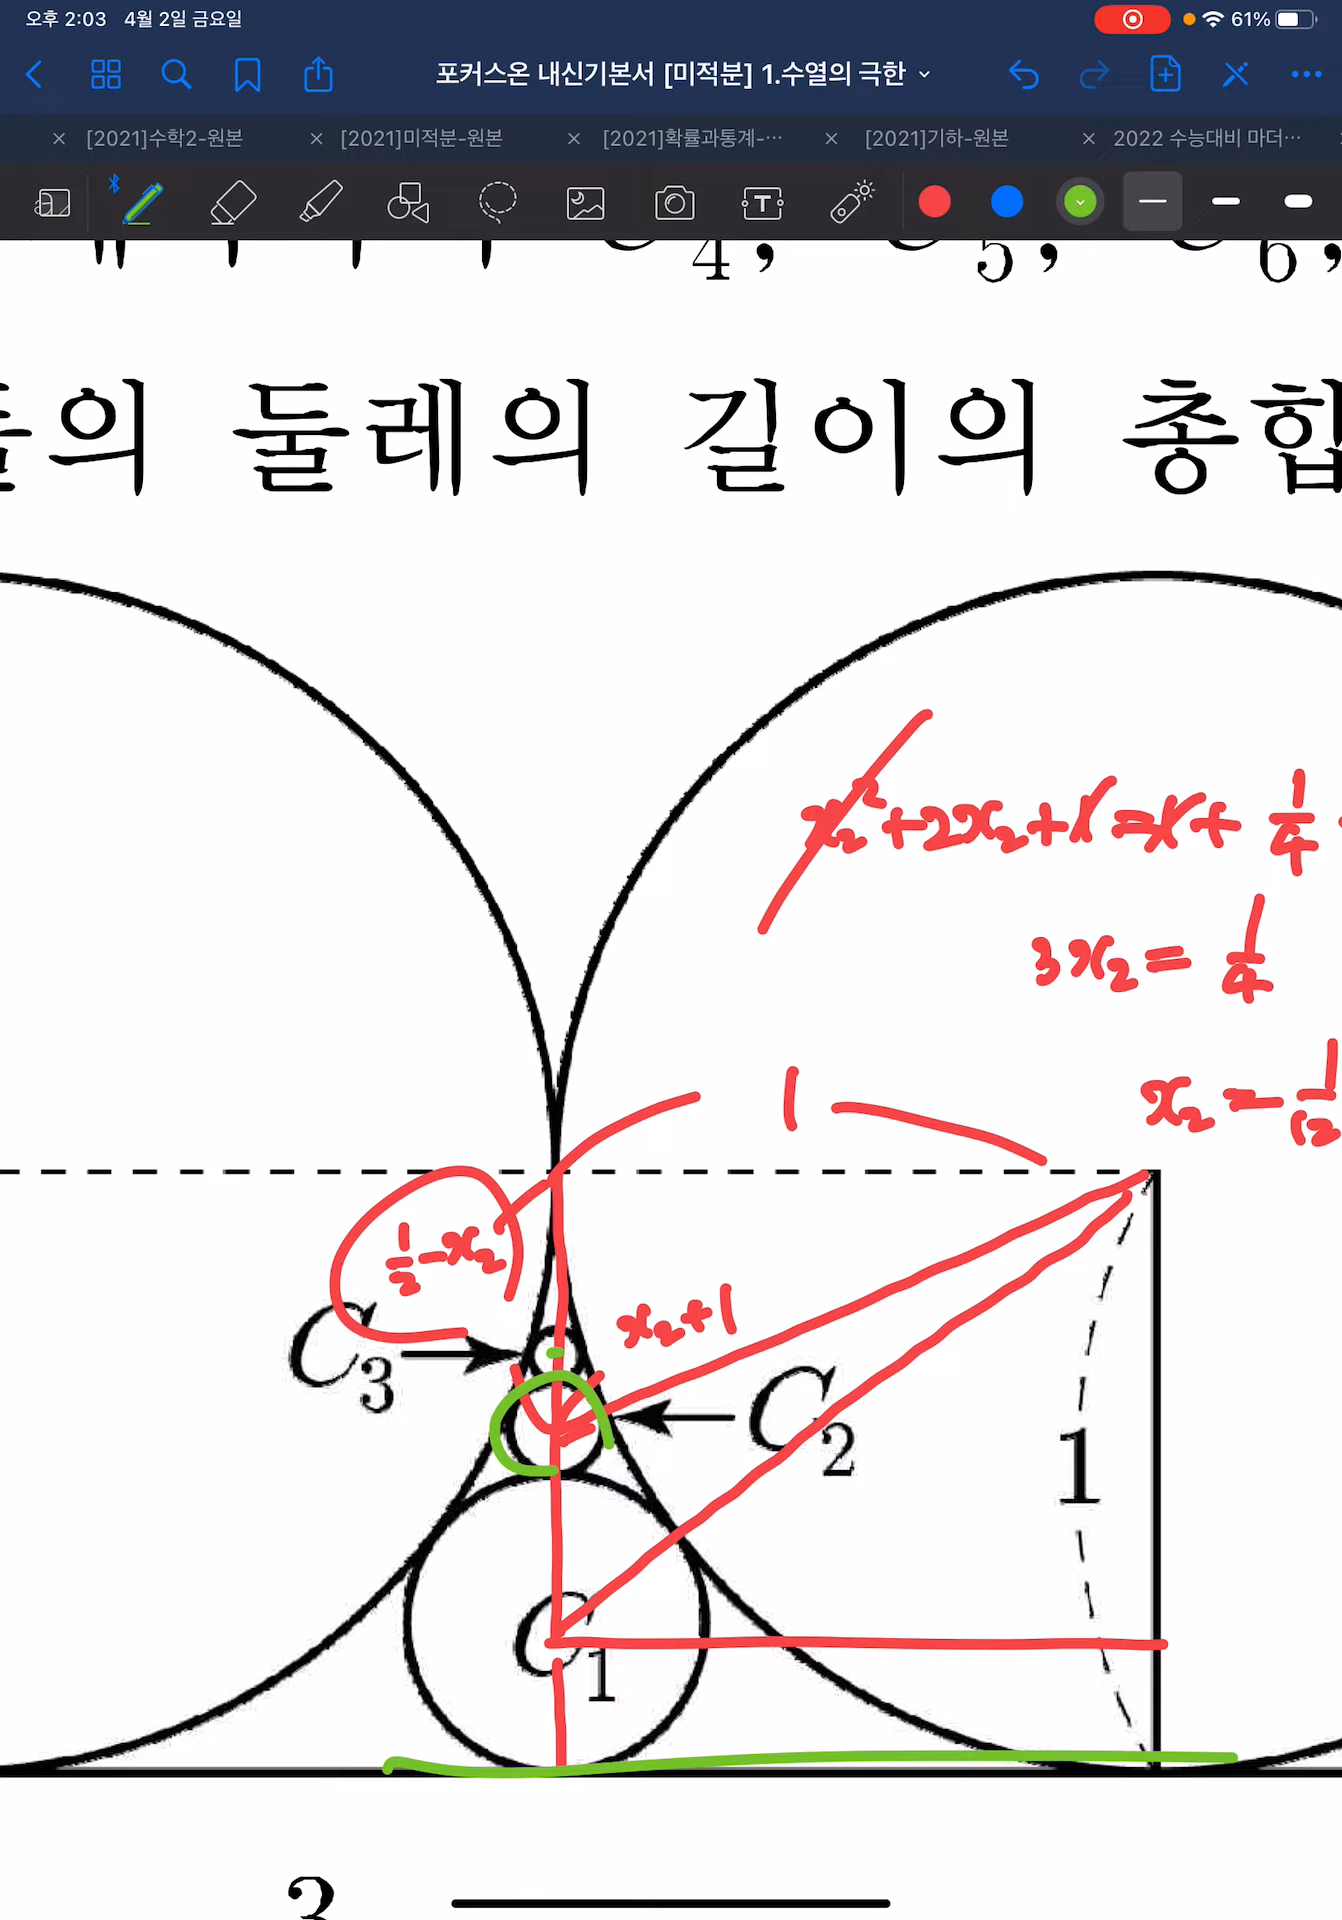 오후 2:03 4월 2일 금요일 61%
포커스온 내신기본서 [미적분] 1.수열의 극한
[2021]수학2-원본 [2021]미적분-원본 [2021]확률과통계-… [2021]기하-원본 2022 수능대비 마더…
4, 5, 6,
의 둘레의 길이의 총합
x₂²+2x₂+1=1+ 1/4
3x₂= 1/4
1
x₂=1/12
1/2-x₂
x₂+1
C₃
C₂
1
C₁
3